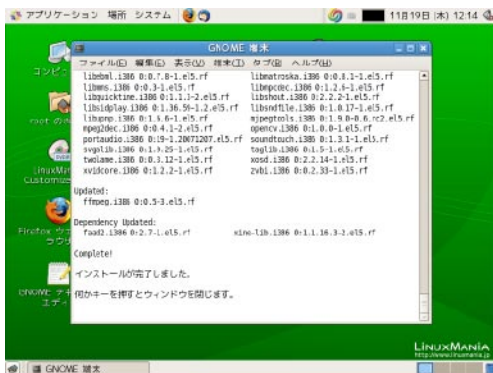 アプリケーション 場所 システム
11月19日 (木) 12:14
GNOME 端末
ファイル(F) 編集(E) 表示(V) 端末(T) タブ(B) ヘルプ(H)
libebml.i386 0:0.7.8-1.el5.rf libmatroska.i386 0:0.8.1-1.el5.rf
libmms.i386 0:0.3-1.el5.rf libmpcdec.i386 0:1.2.6-1.el5.rf
libquicktime.i386 0:1.1.1-2.el5.rf libshout.i386 0:2.2.2-1.el5.rf
libsidplay.i386 0:1.36.59-1.2.el5.rf libsndfile.i386 0:1.0.17-1.el5.rf
libupnp.i386 0:1.6.6-1.el5.rf mjpegtools.i386 0:1.9.0-0.6.rc2.el5.rf
mpeg2dec.i386 0:0.4.1-2.el5.rf opencv.i386 0:1.0.0-1.el5.rf
portaudio.i386 0:19-1.20071207.el5.rf soundtouch.i386 0:1.3.1-1.el5.rf
svgalib.i386 0:1.9.25-1.el5.rf taglib.i386 0:1.5-1.el5.rf
twolame.i386 0:0.3.12-1.el5.rf xosd.i386 0:2.2.14-1.el5.rf
xvidcore.i386 0:1.2.2-1.el5.rf zvbi.i386 0:0.2.33-1.el5.rf
Updated:
ffmpeg.i386 0:0.5-3.el5.rf
Dependency Updated:
faad2.i386 0:2.7-1.el5.rf xine-lib.i386 0:1.1.16.3-2.el5.rf
Complete!
インストールが完了しました。
何かキーを押すとウィンドウを閉じます。
コンピ
root の
LinuxMa
Customize
Firefox ウ
ラウ
GNOME テキ
エディ
LINUXMANIA
http://www.linuxmania.jp
GNOME 端末